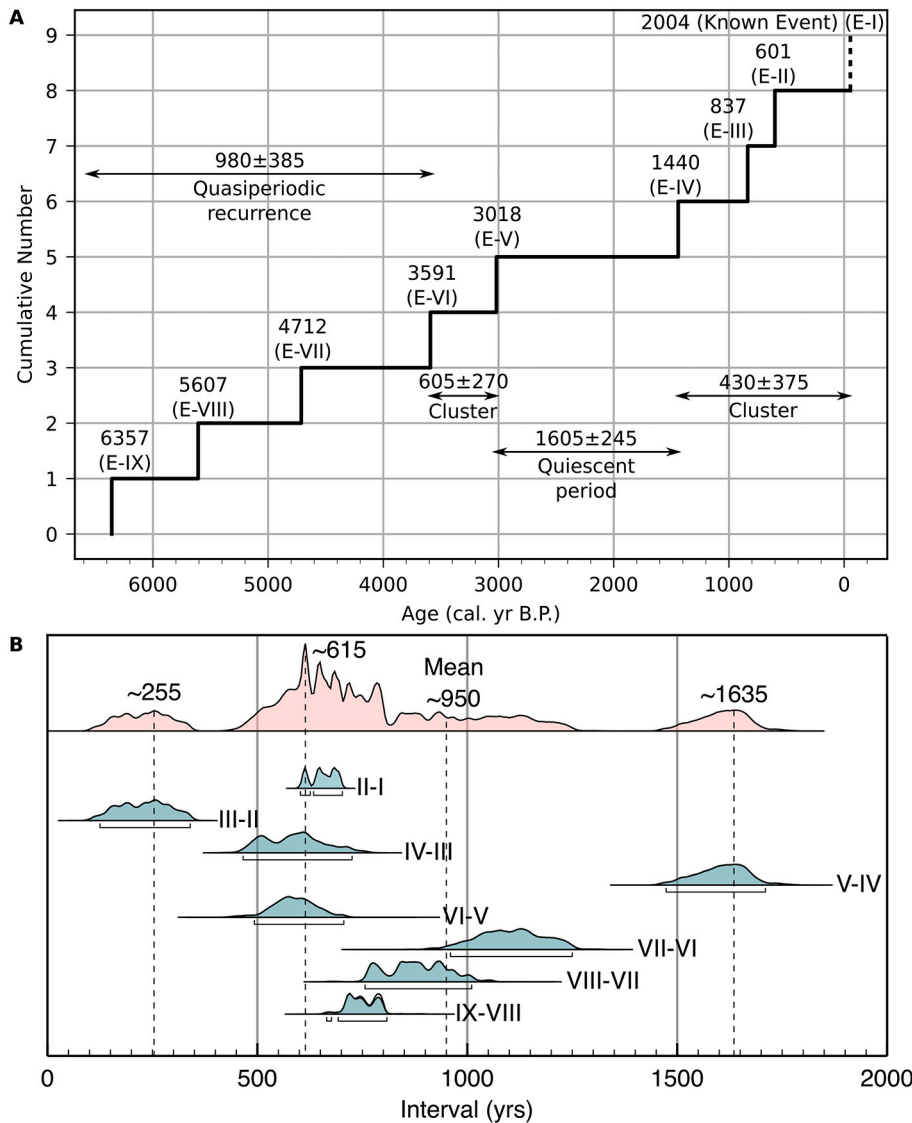 A
2004 (Known Event) (E-I)
9
601
(E-II)
8
837
(E-III)
7
980±385
Quasiperiodic
recurrence
1440
(E-IV)
6
3018
(E-V)
5
3591
(E-VI)
4
4712
(E-VII)
3
605±270
Cluster
430±375
Cluster
5607
(E-VIII)
2
1605±245
Quiescent
period
6357
(E-IX)
1
0
Cumulative Number
6000 5000 4000 3000 2000 1000 0
Age (cal. yr B.P.)
B
~615
Mean
~255
~950
~1635
II-I
III-II
IV-III
V-IV
VI-V
VII-VI
VIII-VII
IX-VIII
0 500 1000 1500 2000
Interval (yrs)